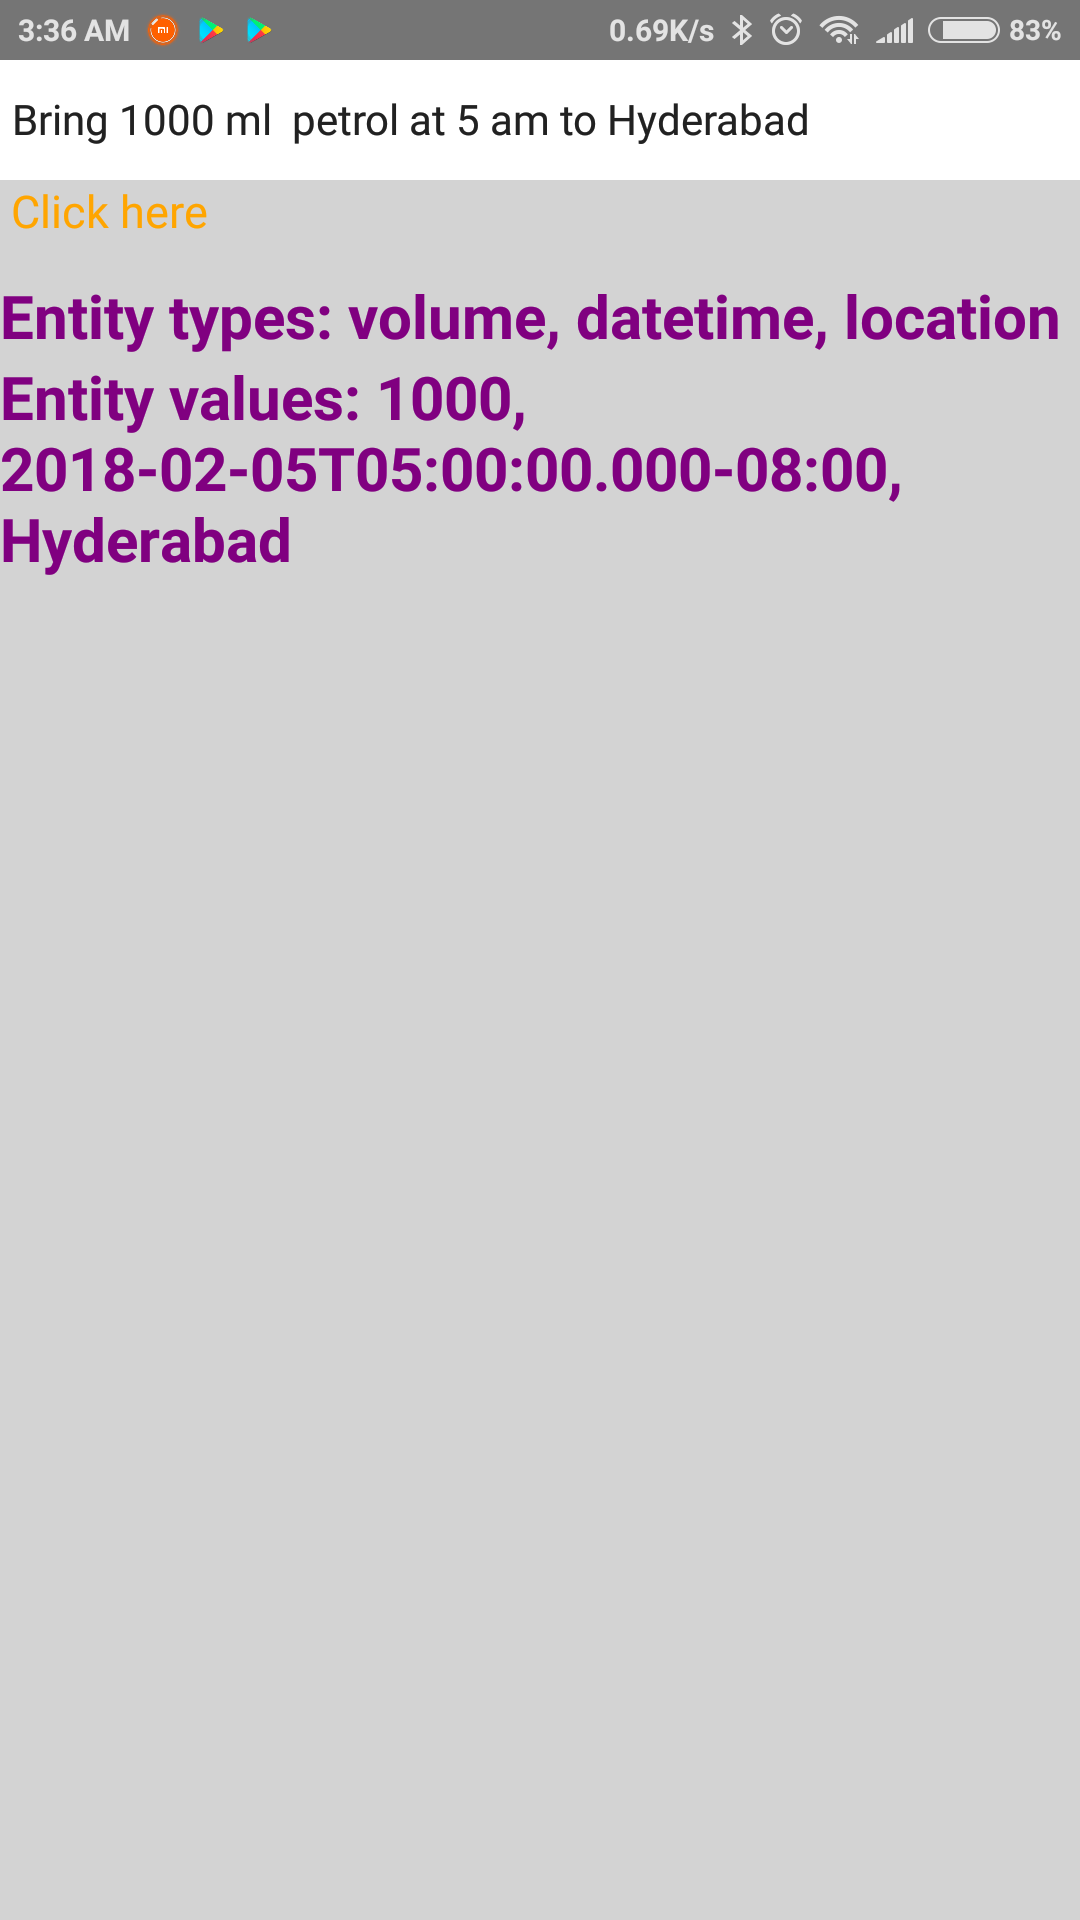 3:36 AM 0.69K/s 83%
Bring 1000 ml  petrol at 5 am to Hyderabad
Click here
Entity types: volume, datetime, location
Entity values: 1000,
2018-02-05T05:00:00.000-08:00,
Hyderabad